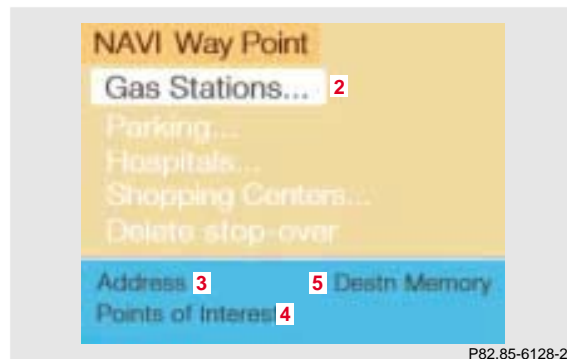 NAVI Way Point
Gas Stations... 2
Parking...
Hospitals...
Shopping Centers...
Delete stop-over
Address 3 5 Destn Memory
Points of Interest 4
P82.85-6128-2